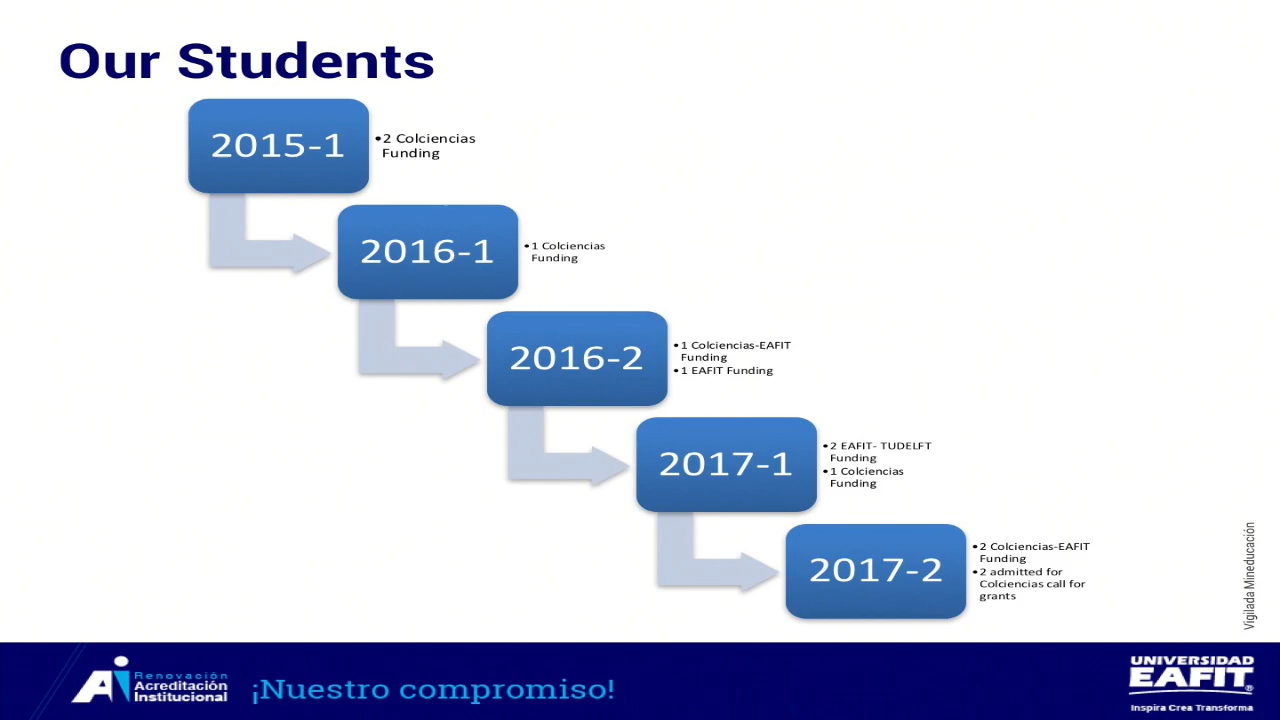 Our Students
2015-1
•2 Colciencias
Funding
2016-1
•1 Colciencias
Funding
2016-2
•1 Colciencias-EAFIT
Funding
•1 EAFIT Funding
2017-1
•2 EAFIT- TUDELFT
Funding
•1 Colciencias
Funding
2017-2
•2 Colciencias-EAFIT
Funding
•2 admitted for
Colciencias call for
grants
Vigilada Mineducación
Ai
Renovación
Acreditación
Institucional
¡Nuestro compromiso!
UNIVERSIDAD
EAFIT®
Inspira Crea Transforma